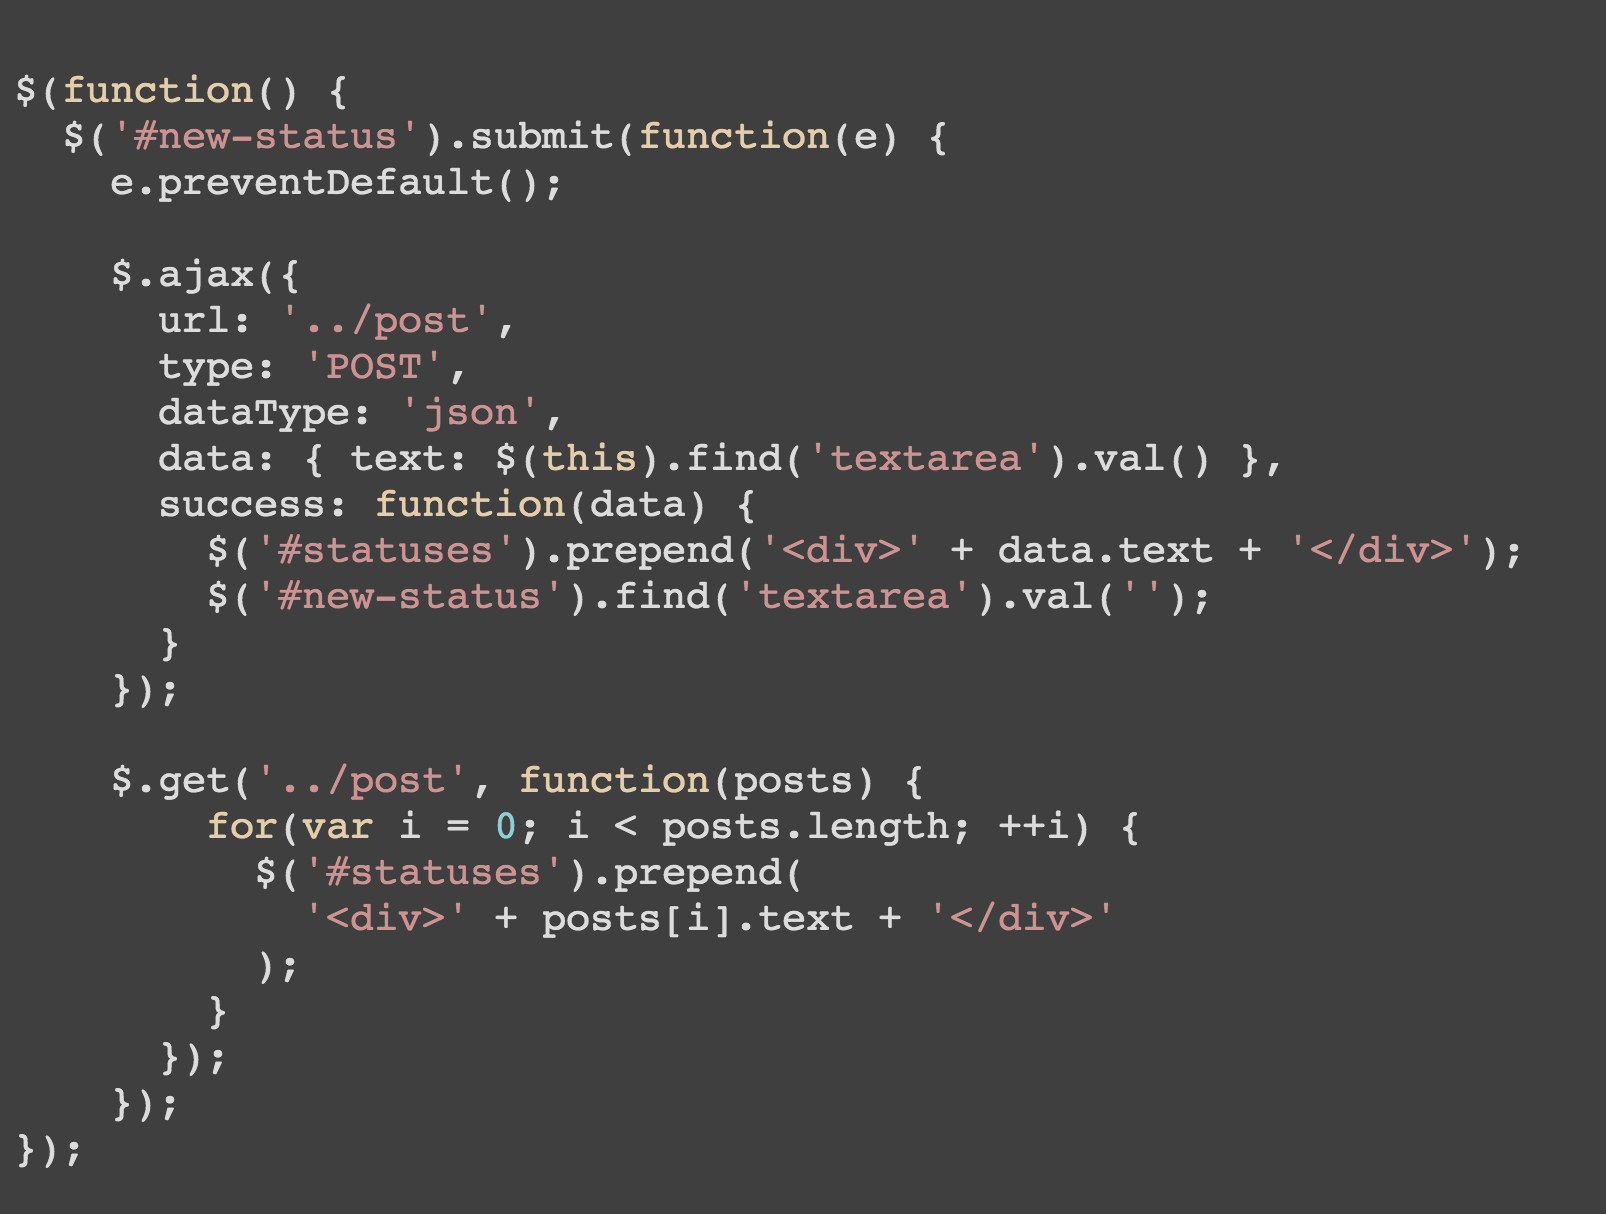 $(function() {
  $('#new-status').submit(function(e) {
    e.preventDefault();

    $.ajax({
      url: '../post',
      type: 'POST',
      dataType: 'json',
      data: { text: $(this).find('textarea').val() },
      success: function(data) {
        $('#statuses').prepend('<div>' + data.text + '</div>');
        $('#new-status').find('textarea').val('');
      }
    });

    $.get('../post', function(posts) {
        for(var i = 0; i < posts.length; ++i) {
          $('#statuses').prepend(
            '<div>' + posts[i].text + '</div>'
          );
        }
      });
    });
});